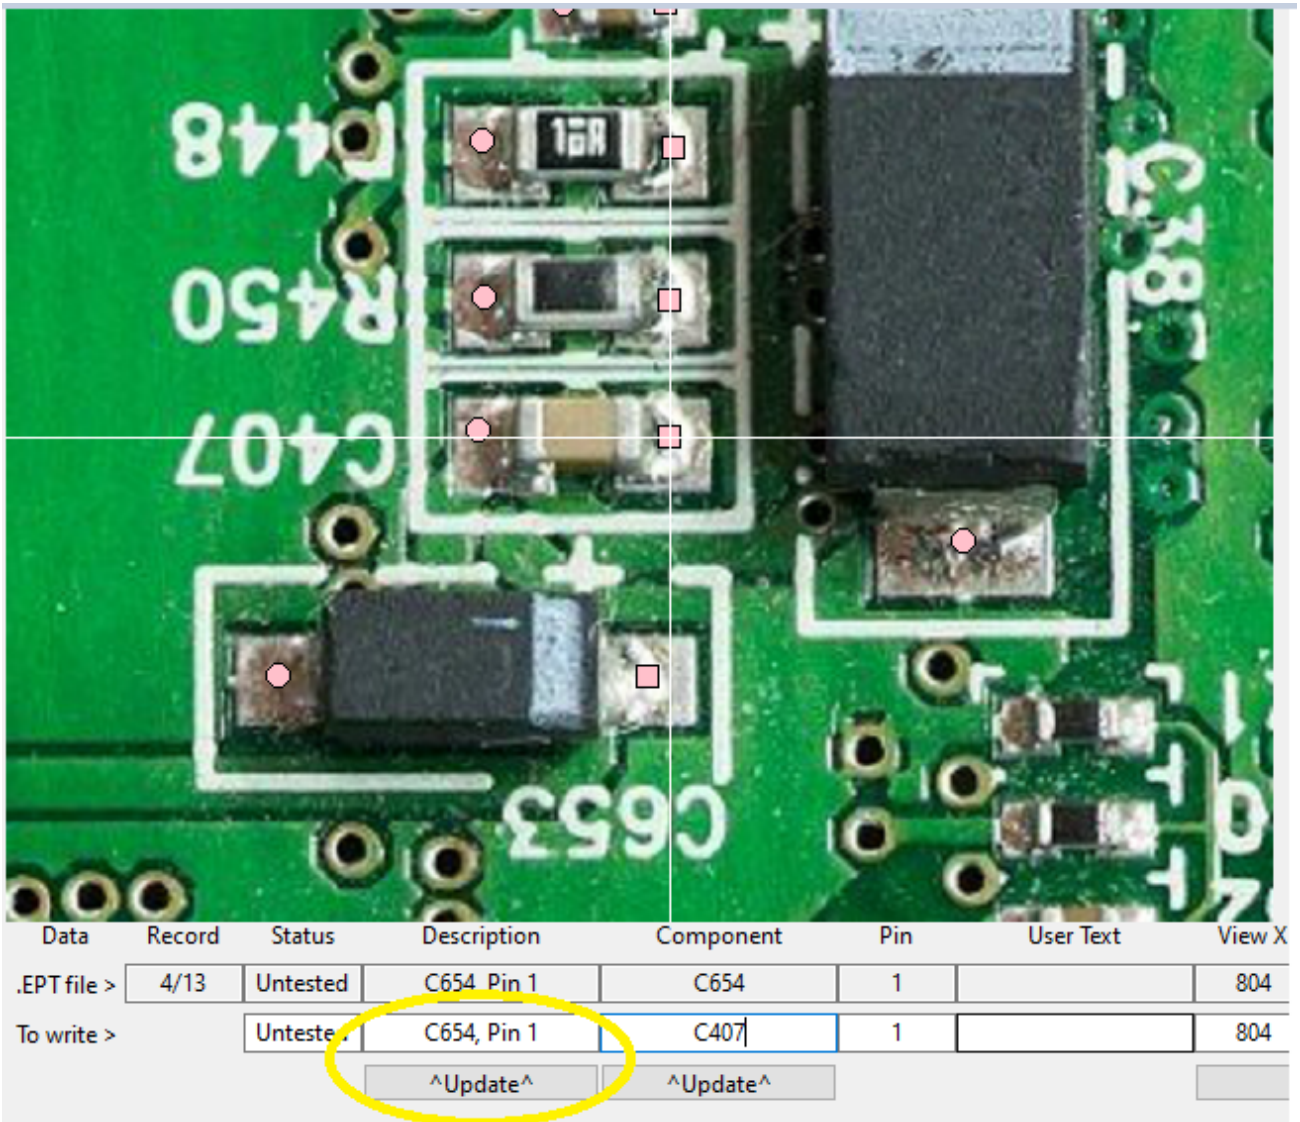 R448
1
R450
C38
C407
C653
Data Record Status Description Component Pin User Text View X
.EPT file > 4/13 Untested C654 Pin 1 C654 1 804
To write > Untested C654, Pin 1 C407 1 804
^Update^ ^Update^